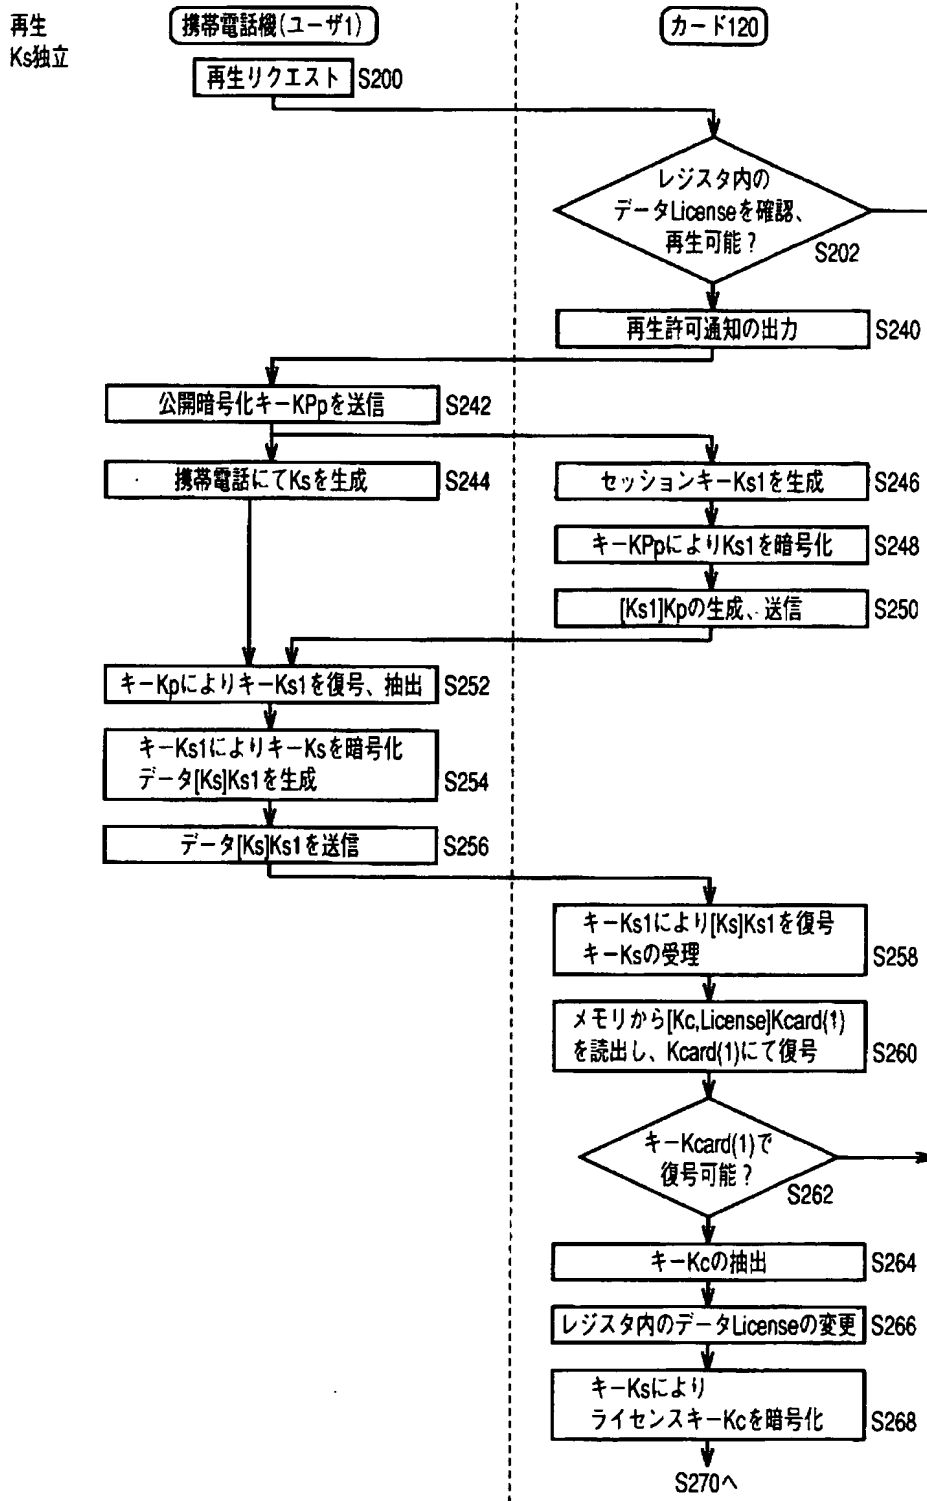 再生
Ks独立
携帯電話機(ユーザ1)
カード120
再生リクエスト S200
レジスタ内の
データLicenseを確認、
再生可能?
S202
再生許可通知の出力 S240
公開暗号化キーKPpを送信 S242
携帯電話にてKsを生成 S244
セッションキーKs1を生成 S246
キーKPpによりKs1を暗号化 S248
[Ks1]Kpの生成、送信 S250
キーKpによりキーKs1を復号、抽出 S252
キーKs1によりキーKsを暗号化
データ[Ks]Ks1を生成 S254
データ[Ks]Ks1を送信 S256
キーKs1により[Ks]Ks1を復号
キーKsの受理 S258
メモリから[Kc,License]Kcard(1)
を読出し、Kcard(1)にて復号 S260
キーKcard(1)で
復号可能?
S262
キーKcの抽出 S264
レジスタ内のデータLicenseの変更 S266
キーKsにより
ライセンスキーKcを暗号化 S268
S270へ